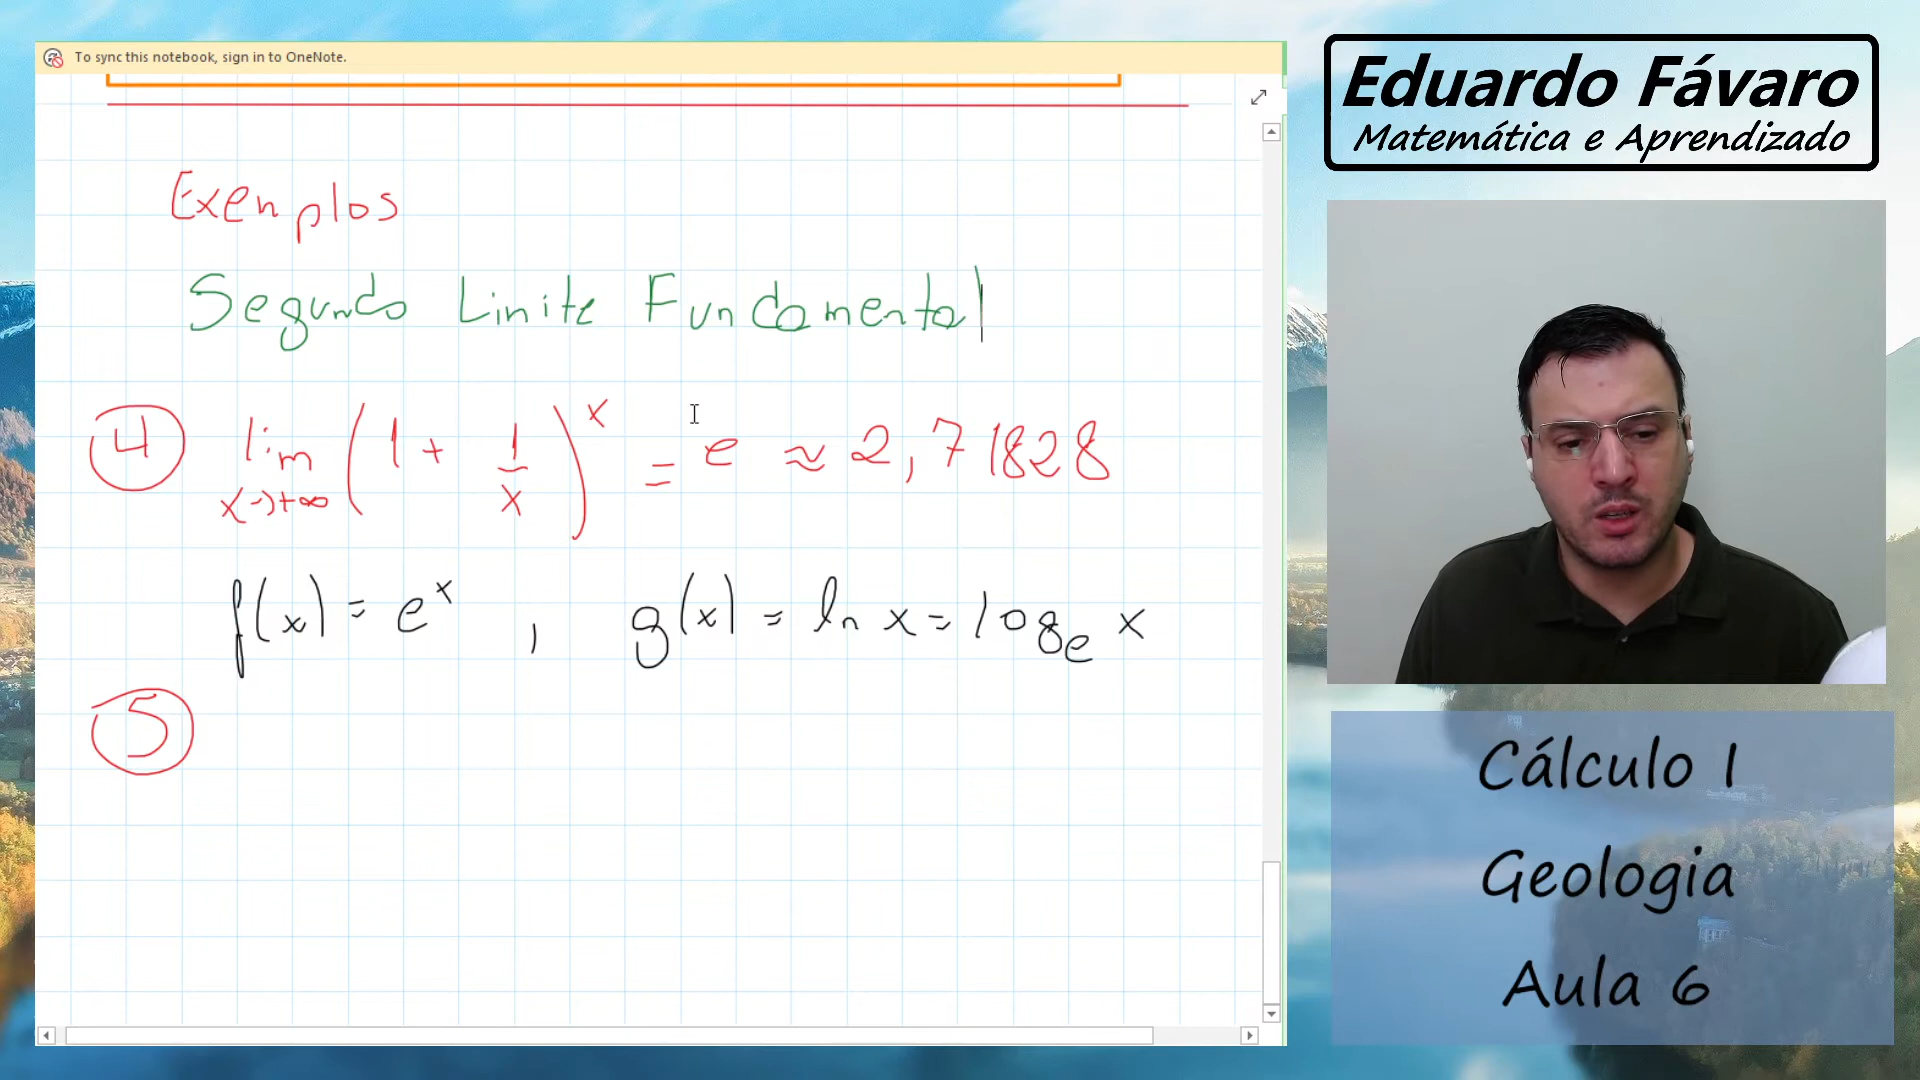 To sync this notebook, sign in to OneNote.
Exemplos
Segundo Limite Fundamental
4 lim x→+∞ (1 + 1/x)^x = e ≈ 2,71828
f(x) = e^x , g(x) = ln x = log_e x
5
Eduardo Fávaro
Matemática e Aprendizado
Cálculo I
Geologia
Aula 6